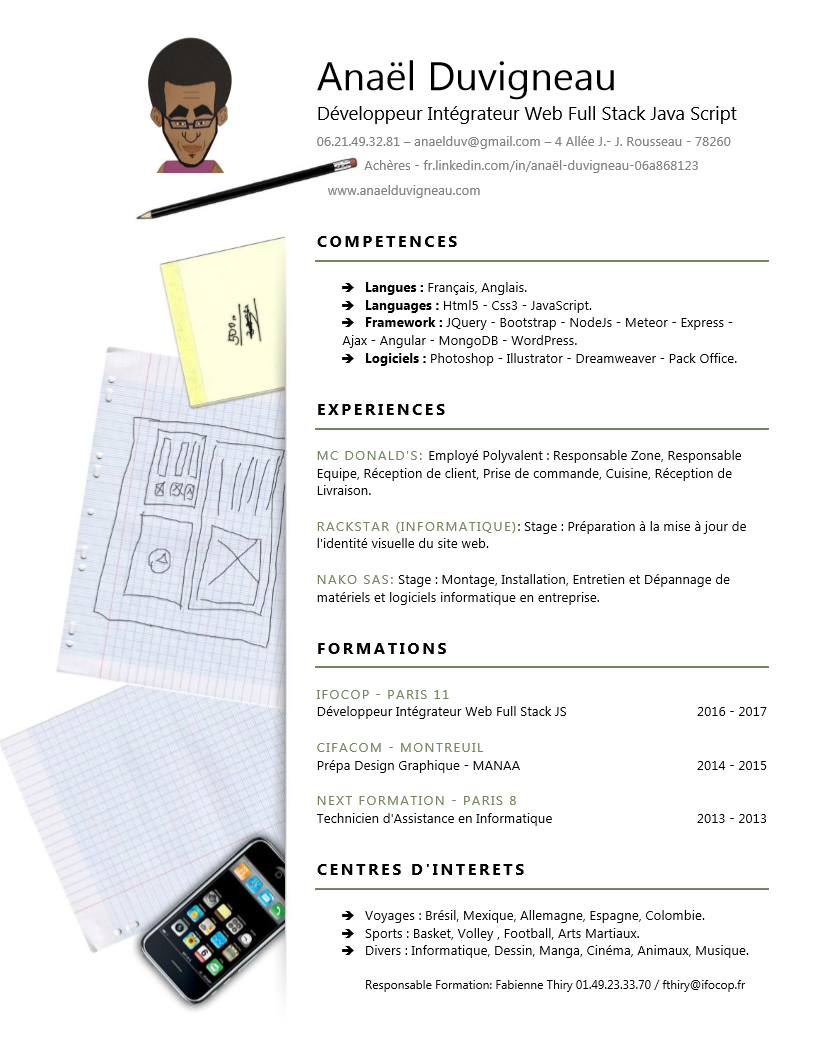 Anaël Duvigneau
Développeur Intégrateur Web Full Stack Java Script
06.21.49.32.81 – anaelduv@gmail.com – 4 Allée J.- J. Rousseau - 78260
Achères - fr.linkedin.com/in/anaël-duvigneau-06a868123
www.anaelduvigneau.com
COMPETENCES
➔ Langues : Français, Anglais.
➔ Languages : Html5 - Css3 - JavaScript.
➔ Framework : JQuery - Bootstrap - NodeJs - Meteor - Express -
Ajax - Angular - MongoDB - WordPress.
➔ Logiciels : Photoshop - Illustrator - Dreamweaver - Pack Office.
EXPERIENCES
MC DONALD'S: Employé Polyvalent : Responsable Zone, Responsable
Equipe, Réception de client, Prise de commande, Cuisine, Réception de
Livraison.
RACKSTAR (INFORMATIQUE): Stage : Préparation à la mise à jour de
l'identité visuelle du site web.
NAKO SAS: Stage : Montage, Installation, Entretien et Dépannage de
matériels et logiciels informatique en entreprise.
FORMATIONS
IFOCOP - PARIS 11
Développeur Intégrateur Web Full Stack JS 2016 - 2017
CIFACOM - MONTREUIL
Prépa Design Graphique - MANAA 2014 - 2015
NEXT FORMATION - PARIS 8
Technicien d'Assistance en Informatique 2013 - 2013
CENTRES D'INTERETS
➔ Voyages : Brésil, Mexique, Allemagne, Espagne, Colombie.
➔ Sports : Basket, Volley , Football, Arts Martiaux.
➔ Divers : Informatique, Dessin, Manga, Cinéma, Animaux, Musique.
Responsable Formation: Fabienne Thiry 01.49.23.33.70 / fthiry@ifocop.fr